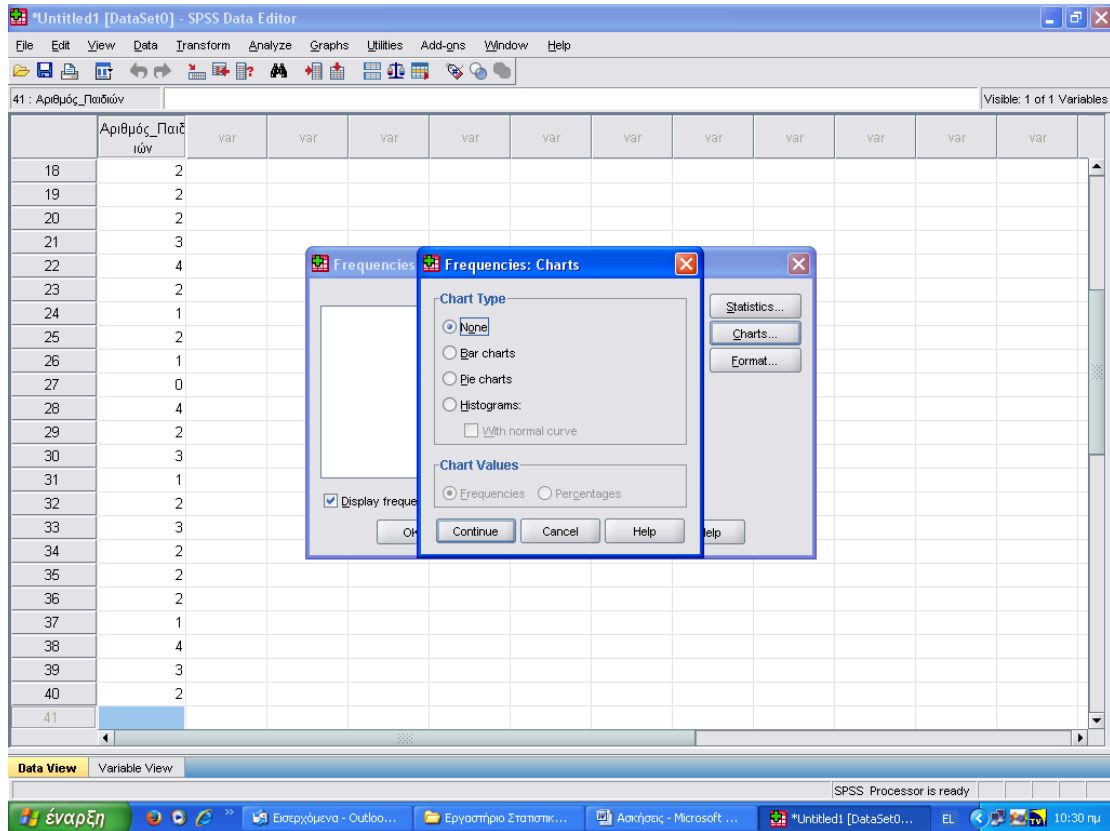 *Untitled1 [DataSet0] - SPSS Data Editor
File Edit View Data Transform Analyze Graphs Utilities Add-ons Window Help
41 : Αριθμός_Παιδιών
Visible: 1 of 1 Variables
Αριθμός_Παιδ
ιών
var var var var var var var var var var var
18 2
19 2
20 2
21 3
22 4
23 2
24 1
25 2
26 1
27 0
28 4
29 2
30 3
31 1
32 2
33 3
34 2
35 2
36 2
37 1
38 4
39 3
40 2
41
Frequencies
Statistics...
Charts...
Format...
Display freque
Frequencies: Charts
Chart Type
None
Bar charts
Pie charts
Histograms:
With normal curve
Chart Values
Frequencies Percentages
Continue Cancel Help
Data View Variable View
SPSS Processor is ready
έναρξη
»
Εισερχόμενα - Outloo...
Εργαστήριο Στατιστικ...
Ασκήσεις - Microsoft ...
*Untitled1 [DataSet0...
EL
10:30 πμ